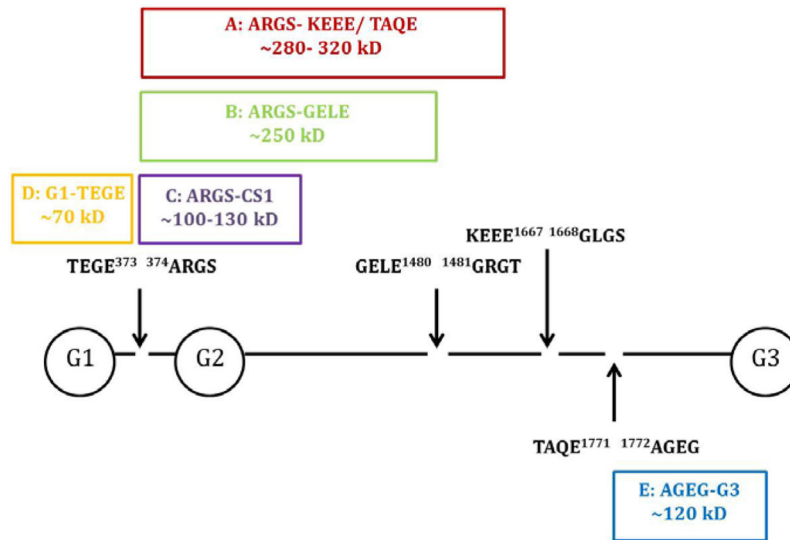 A: ARGS- KEEE/ TAQE
~280- 320 kD
B: ARGS-GELE
~250 kD
D: G1-TEGE
~70 kD
C: ARGS-CS1
~100-130 kD
KEEE1667 1668GLGS
TEGE373 374ARGS
GELE1480 1481GRGT
G1
G2
G3
TAQE1771 1772AGEG
E: AGEG-G3
~120 kD